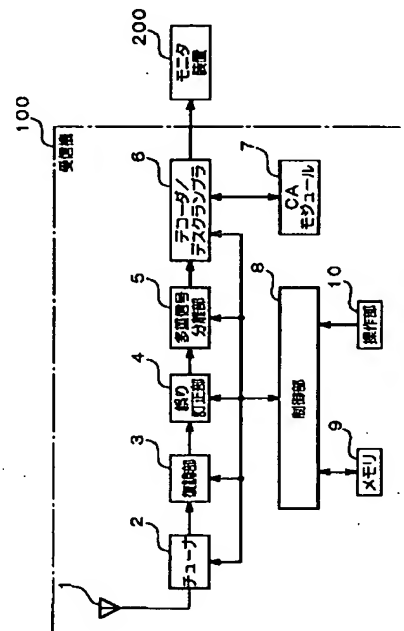 100
受信機
1
2
チューナ
3
復調部
4
誤り
訂正部
5
多重信号
分離部
6
デコーダ/
デスクランブラ
200
モニタ
装置
7
CA
モジュール
8
制御部
9
メモリ
10
操作部